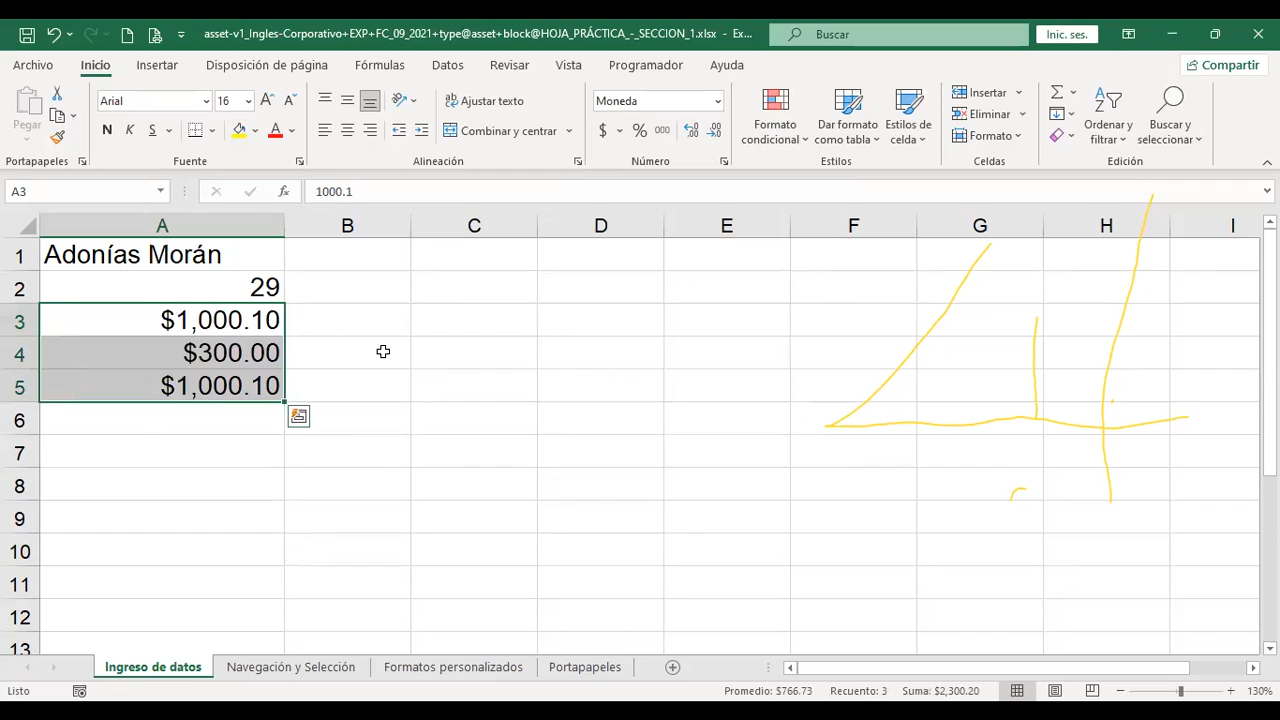 asset-v1_Ingles-Corporativo+EXP+FC_09_2021+type@asset+block@HOJA_PRÁCTICA_-_SECCION_1.xlsx - Ex... Buscar Inic. ses.
Archivo Inicio Insertar Disposición de página Fórmulas Datos Revisar Vista Programador Ayuda Compartir
Pegar
Arial 16 Ajustar texto Moneda
N K S Combinar y centrar $ % 000
Formato condicional
Dar formato como tabla
Estilos de celda
Insertar
Eliminar
Formato
Ordenar y filtrar
Buscar y seleccionar
Portapapeles Fuente Alineación Número Estilos Celdas Edición
A3 fx 1000.1
A B C D E F G H I
1 Adonías Morán
2 29
3 $1,000.10
4 $300.00
5 $1,000.10
6
7
8
9
10
11
12
13
Ingreso de datos Navegación y Selección Formatos personalizados Portapapeles
Listo Promedio: $766.73 Recuento: 3 Suma: $2,300.20 130%